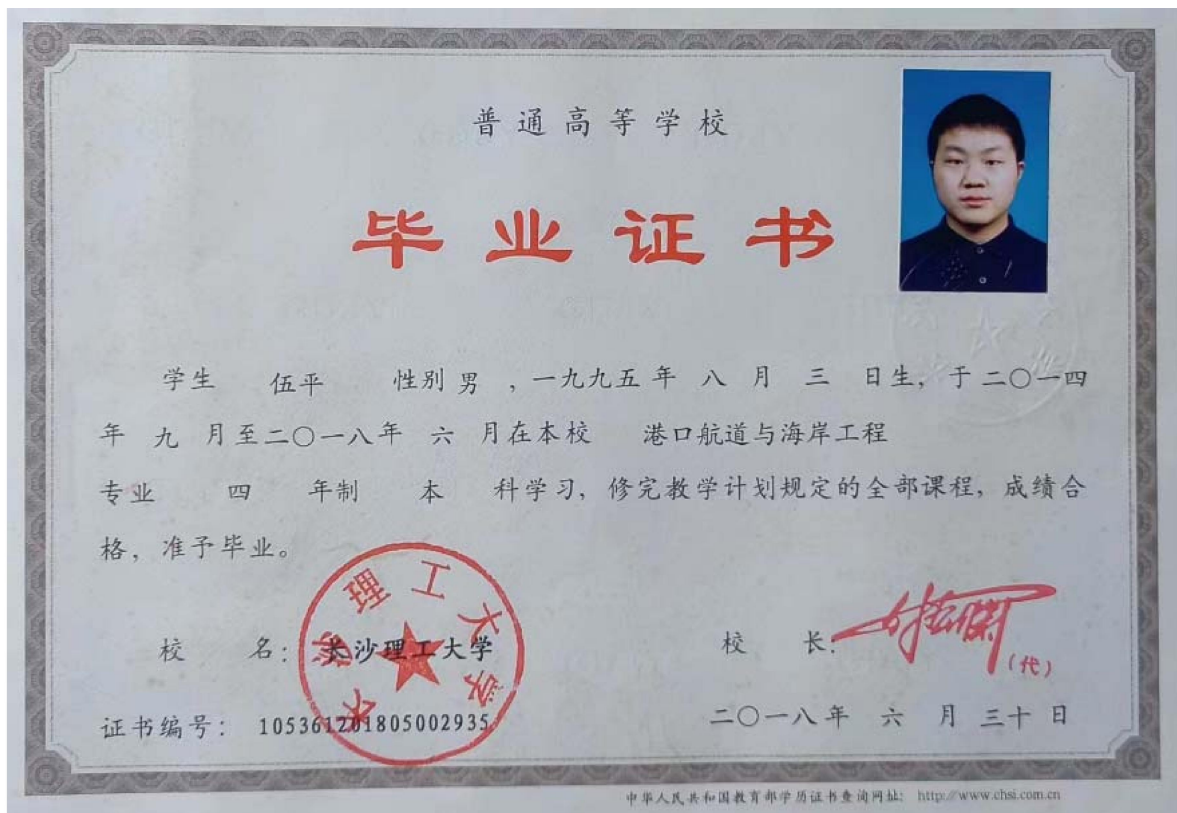 普通高等学校
毕业证书
学生 伍平 性别 男 ，一九九五 年 八 月 三 日生，于二〇一四
年 九 月至二〇一八年 六 月在本校 港口航道与海岸工程
专业 四 年制 本 科学习，修完教学计划规定的全部课程，成绩合
格，准予毕业。
长沙理工大学
校 名：长沙理工大学
校 长：
(代)
证书编号：105361201805002935
二〇一八年 六 月 三十 日
中华人民共和国教育部学历证书查询网址：http://www.chsi.com.cn